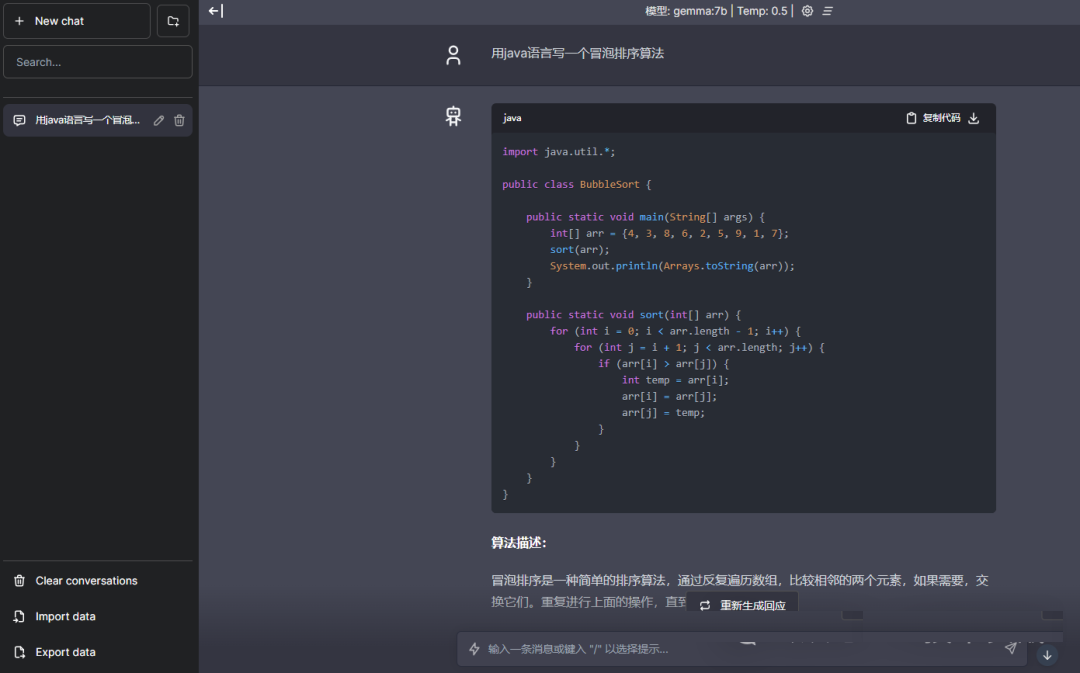 New chat
模型: gemma:7b | Temp: 0.5 |
Search...
用java语言写一个冒泡排序算法
用java语言写一个冒泡...
java
复制代码
import java.util.*;
public class BubbleSort {
public static void main(String[] args) {
int[] arr = {4, 3, 8, 6, 2, 5, 9, 1, 7};
sort(arr);
System.out.println(Arrays.toString(arr));
}
public static void sort(int[] arr) {
for (int i = 0; i < arr.length - 1; i++) {
for (int j = i + 1; j < arr.length; j++) {
if (arr[i] > arr[j]) {
int temp = arr[i];
arr[i] = arr[j];
arr[j] = temp;
}
}
}
}
}
算法描述:
冒泡排序是一种简单的排序算法，通过反复遍历数组，比较相邻的两个元素，如果需要，交
换它们。重复进行上面的操作，直到
重新生成回应
Clear conversations
Import data
Export data
输入一条消息或键入 "/" 以选择提示...